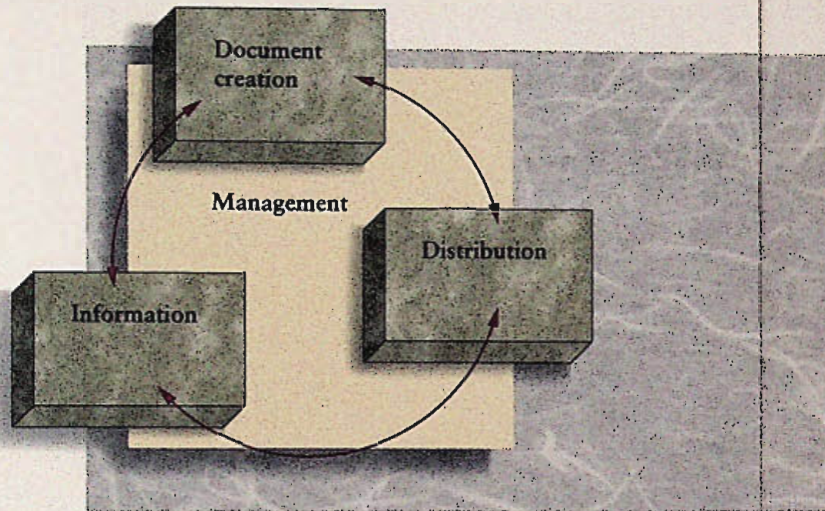 Document
creation
Management
Distribution
Information